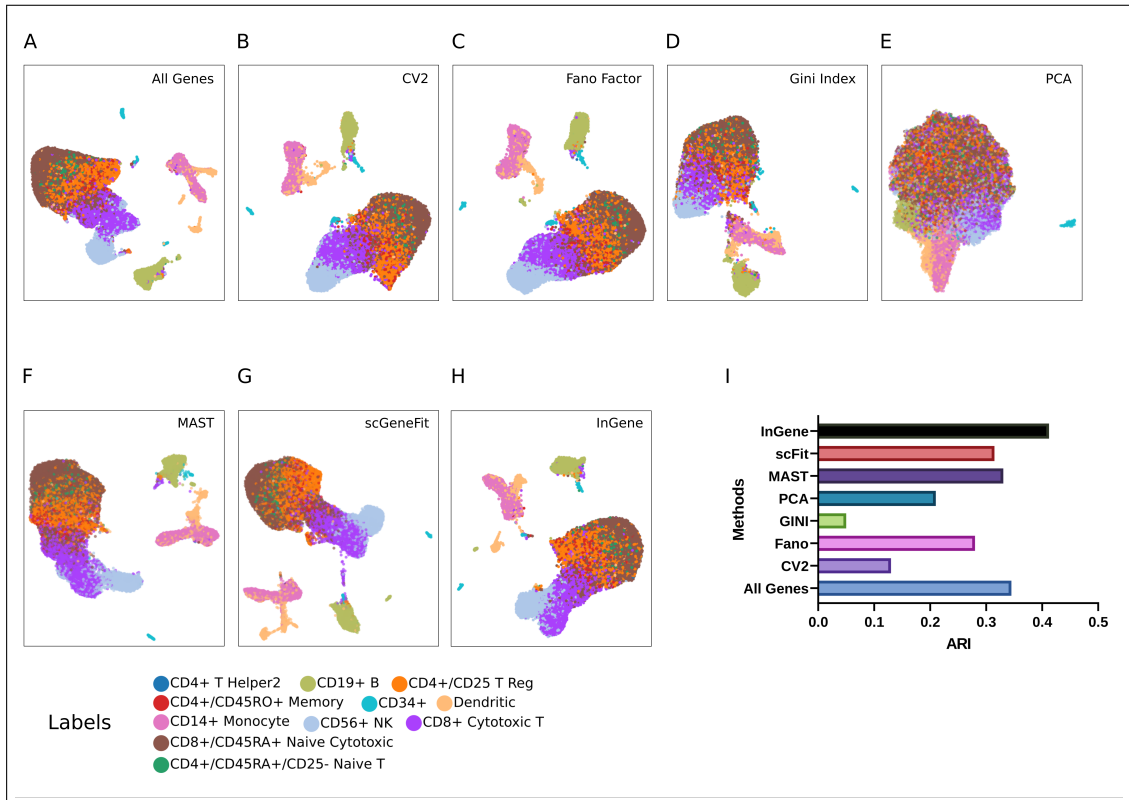 A
B
C
D
E
All Genes
CV2
Fano Factor
Gini Index
PCA
F
G
H
I
MAST
scGeneFit
InGene
InGene
scFit
MAST
PCA
GINI
Fano
CV2
All Genes
Methods
0.0 0.1 0.2 0.3 0.4 0.5
ARI
Labels
CD4+ T Helper2 CD19+ B CD4+/CD25 T Reg
CD4+/CD45RO+ Memory CD34+ Dendritic
CD14+ Monocyte CD56+ NK CD8+ Cytotoxic T
CD8+/CD45RA+ Naive Cytotoxic
CD4+/CD45RA+/CD25- Naive T